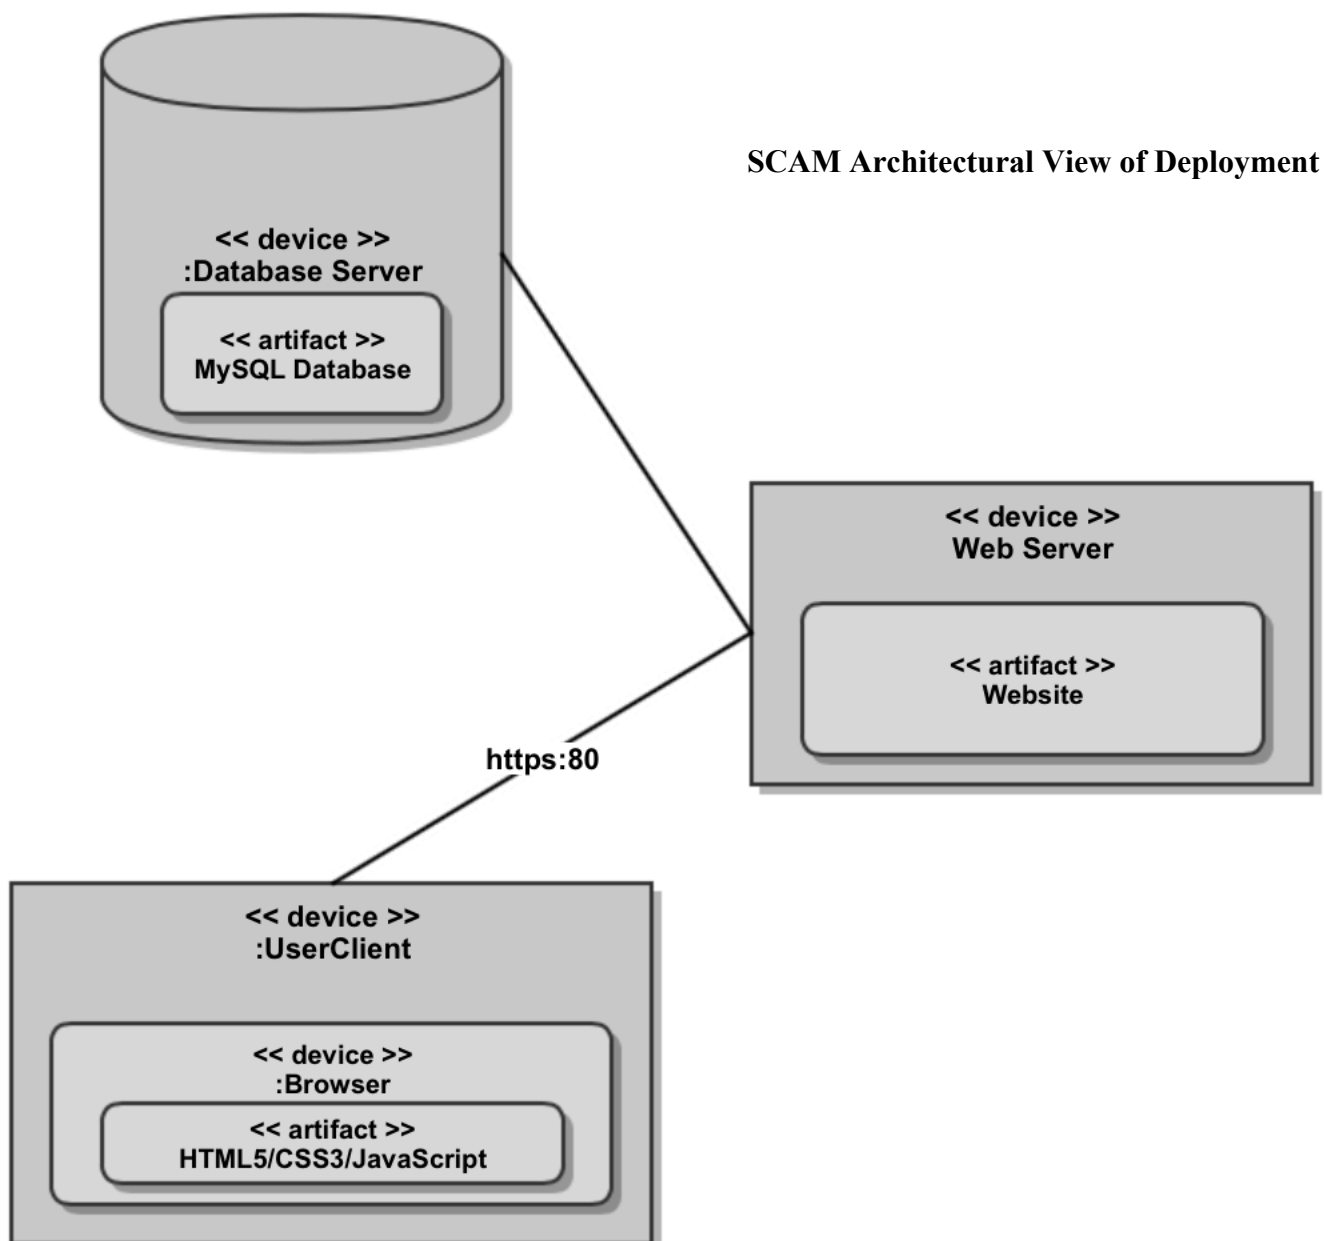 SCAM Architectural View of Deployment
<< device >>
:Database Server
<< artifact >>
MySQL Database
<< device >>
Web Server
<< artifact >>
Website
https:80
<< device >>
:UserClient
<< device >>
:Browser
<< artifact >>
HTML5/CSS3/JavaScript